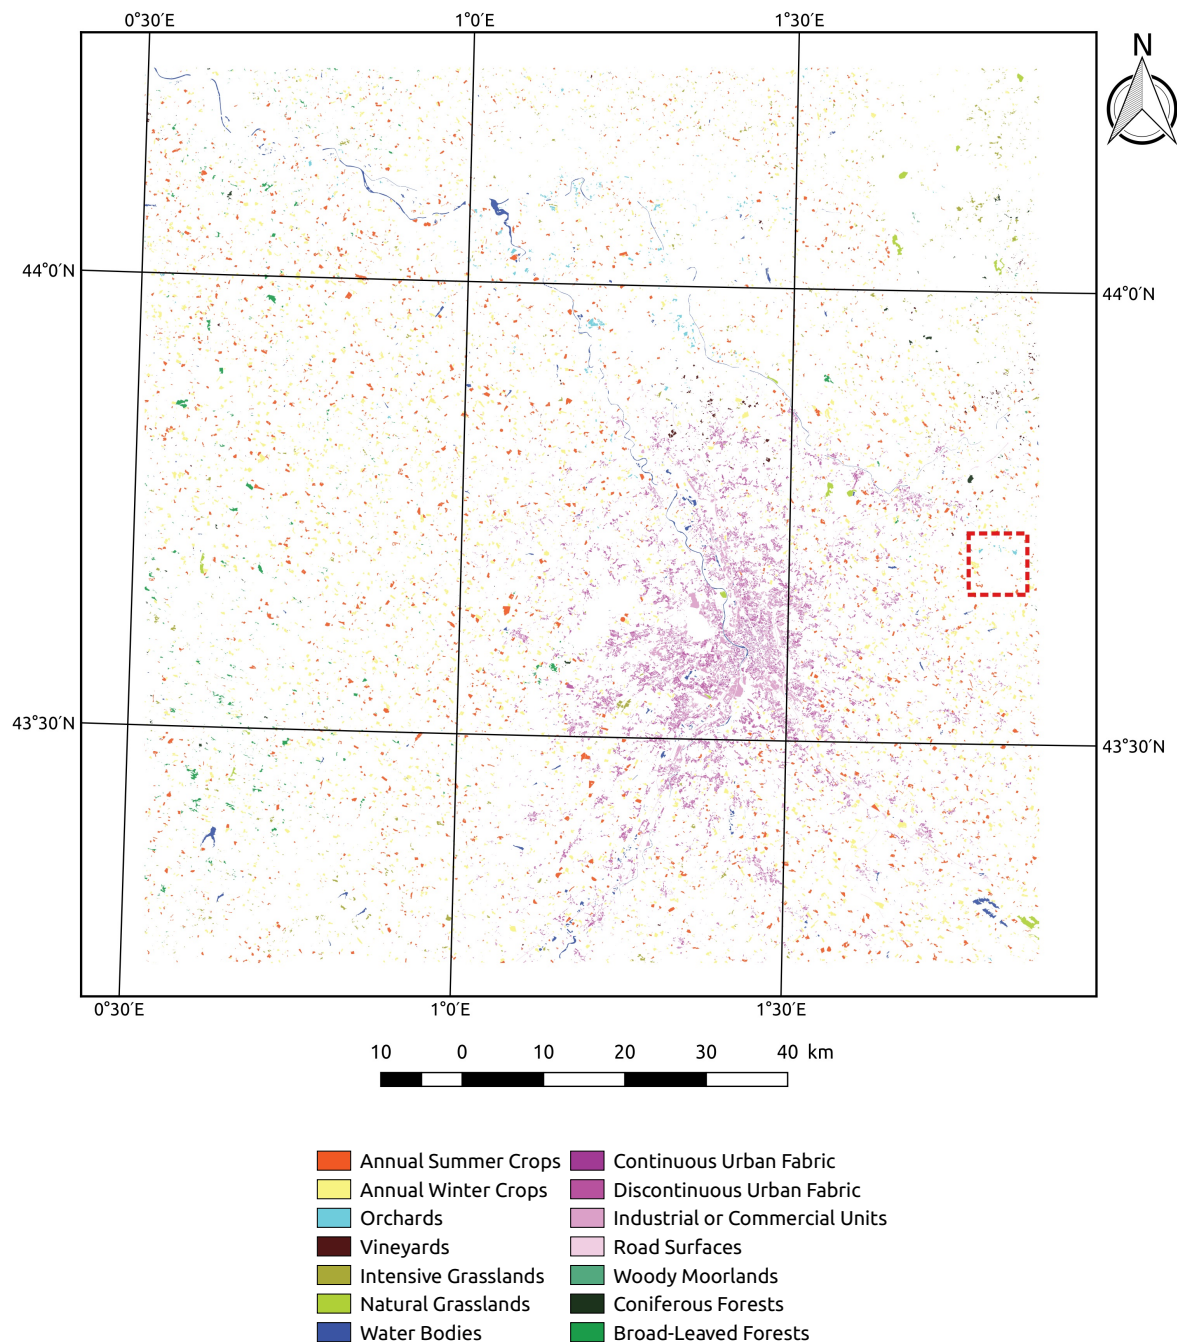 0°30′E 1°0′E 1°30′E
N
44°0′N 44°0′N
43°30′N 43°30′N
0°30′E 1°0′E 1°30′E
10 0 10 20 30 40 km
Annual Summer Crops
Annual Winter Crops
Orchards
Vineyards
Intensive Grasslands
Natural Grasslands
Water Bodies
Continuous Urban Fabric
Discontinuous Urban Fabric
Industrial or Commercial Units
Road Surfaces
Woody Moorlands
Coniferous Forests
Broad-Leaved Forests